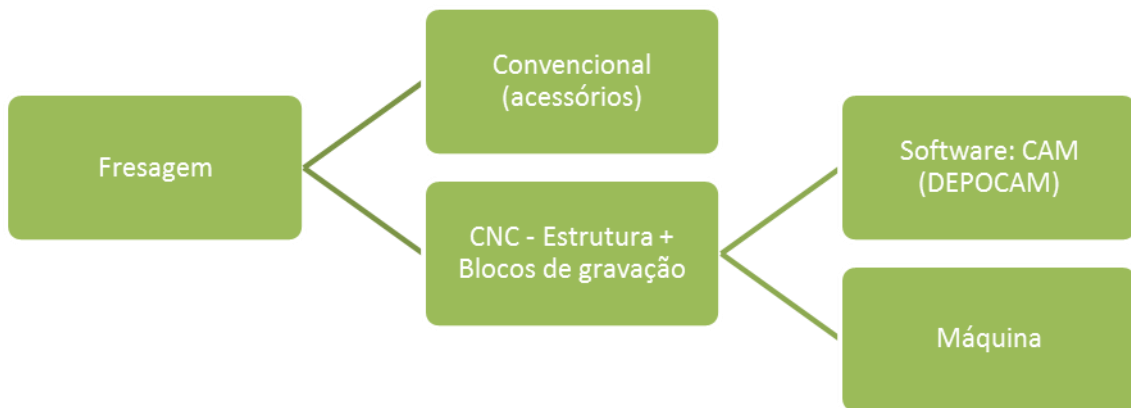 Fresagem
Convencional
(acessórios)
CNC - Estrutura +
Blocos de gravação
Software: CAM
(DEPOCAM)
Máquina